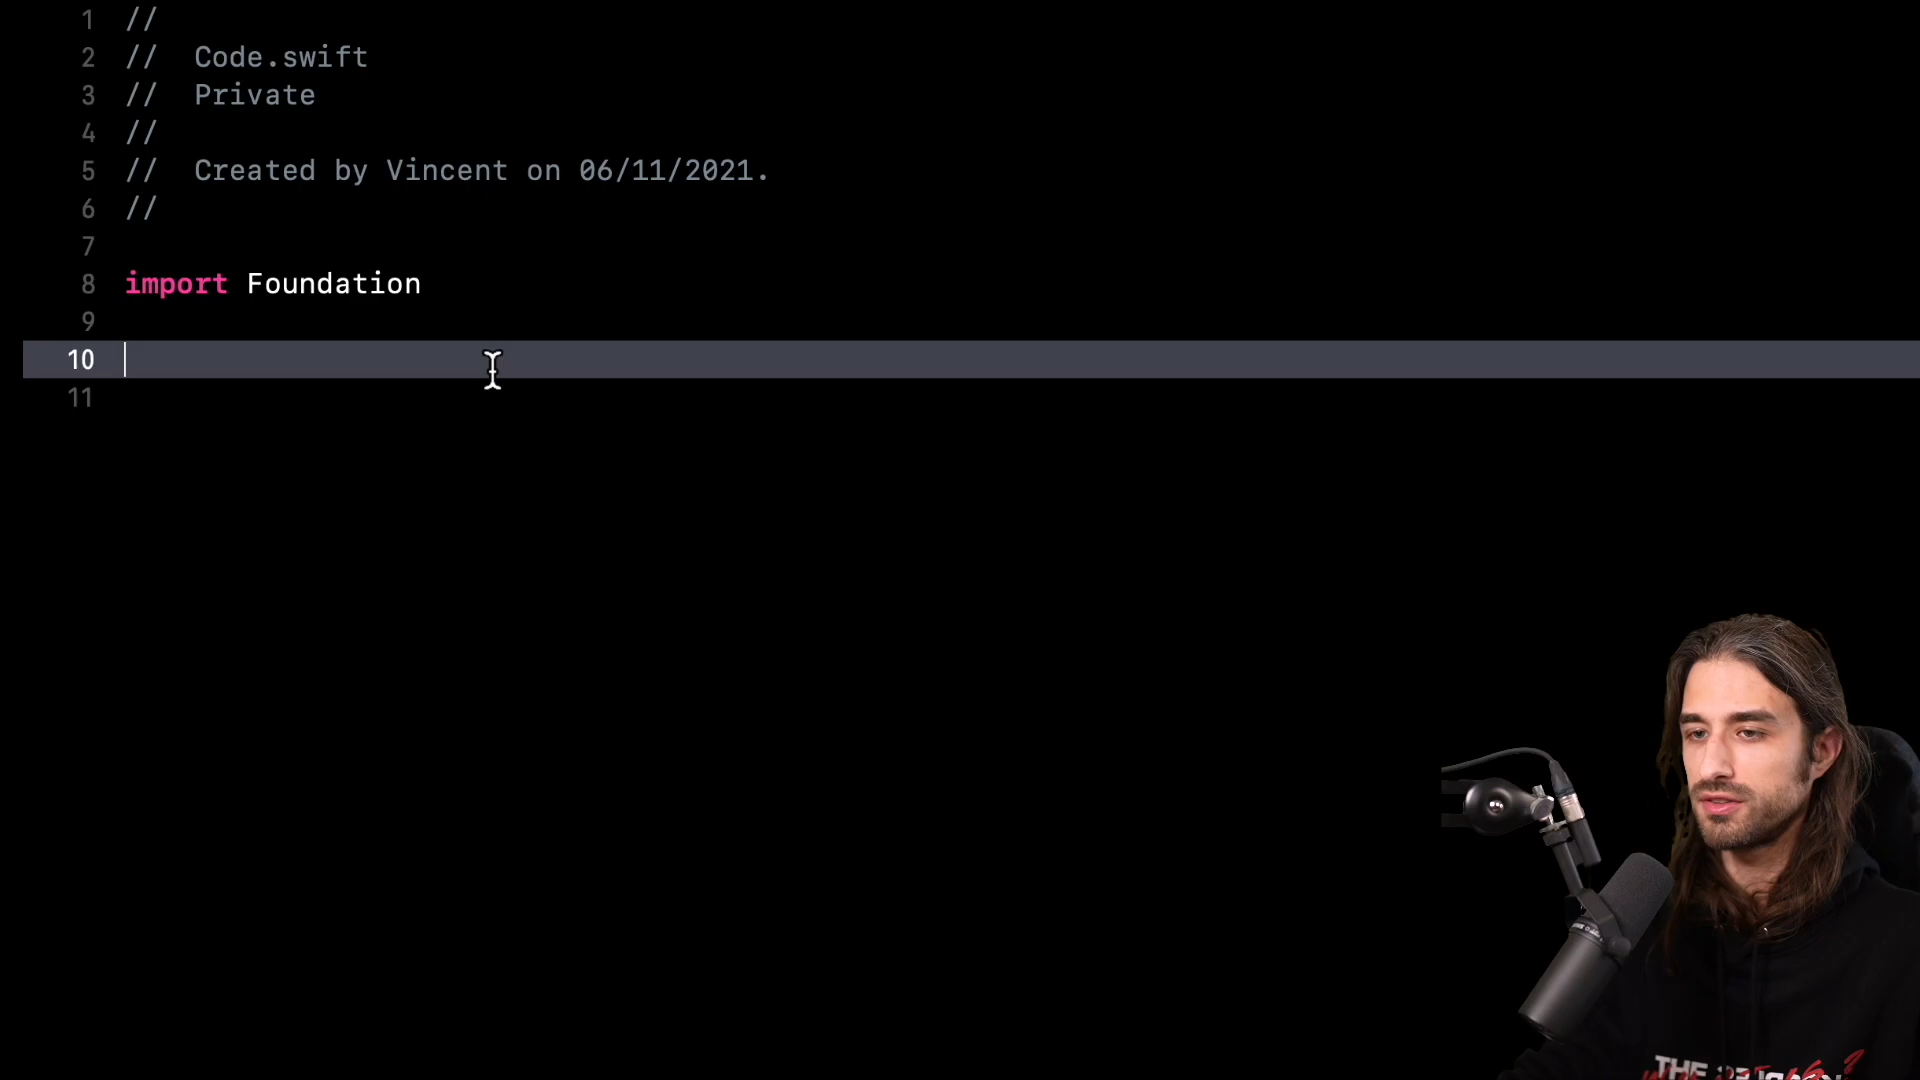 1 //
2 //  Code.swift
3 //  Private
4 //
5 //  Created by Vincent on 06/11/2021.
6 //
7
8 import Foundation
9
10
11
THE